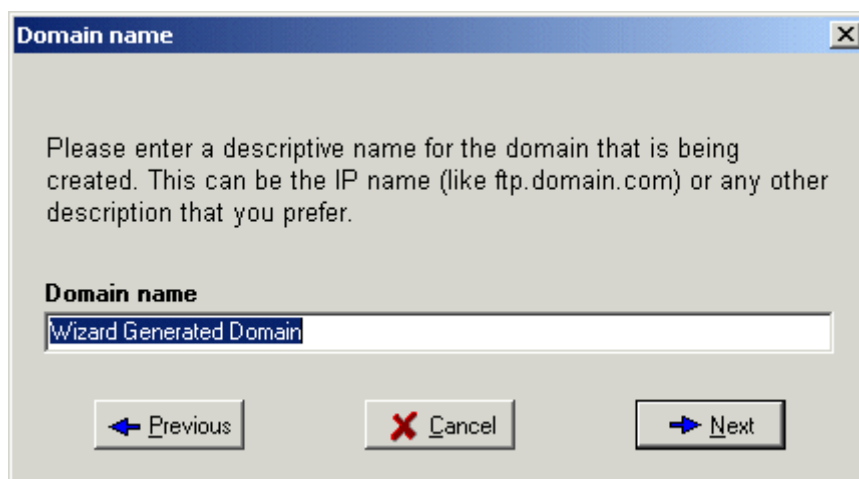 Domain name
Please enter a descriptive name for the domain that is being
created. This can be the IP name (like ftp.domain.com) or any other
description that you prefer.
Domain name
Wizard Generated Domain
Previous Cancel Next